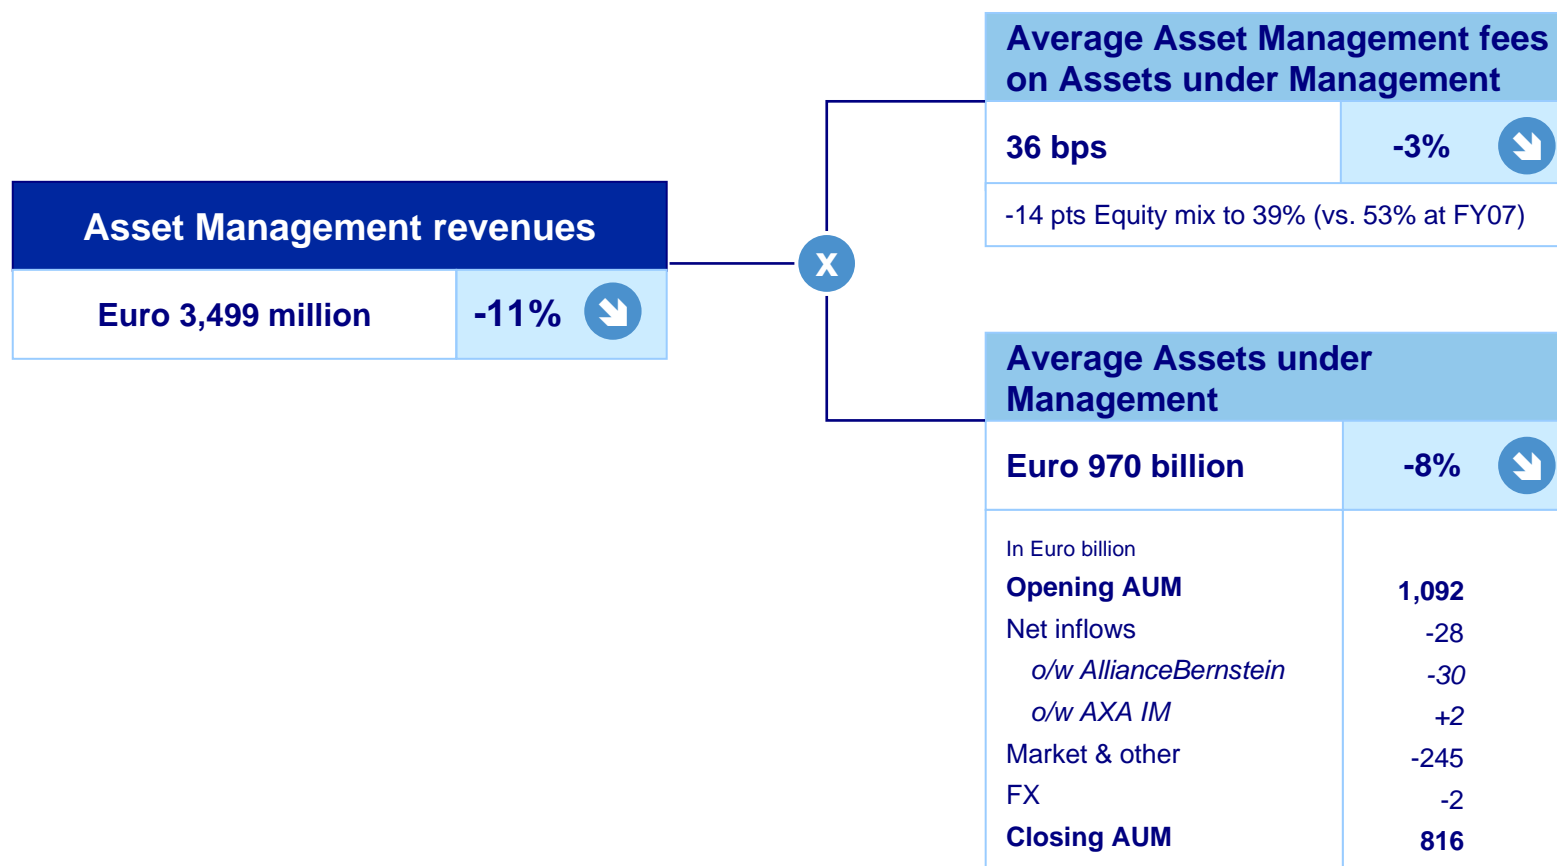 Asset Management revenues
Euro 3,499 million -11%
X
Average Asset Management fees
on Assets under Management
36 bps -3%
-14 pts Equity mix to 39% (vs. 53% at FY07)
Average Assets under
Management
Euro 970 billion -8%
In Euro billion
Opening AUM 1,092
Net inflows -28
o/w AllianceBernstein -30
o/w AXA IM +2
Market & other -245
FX -2
Closing AUM 816